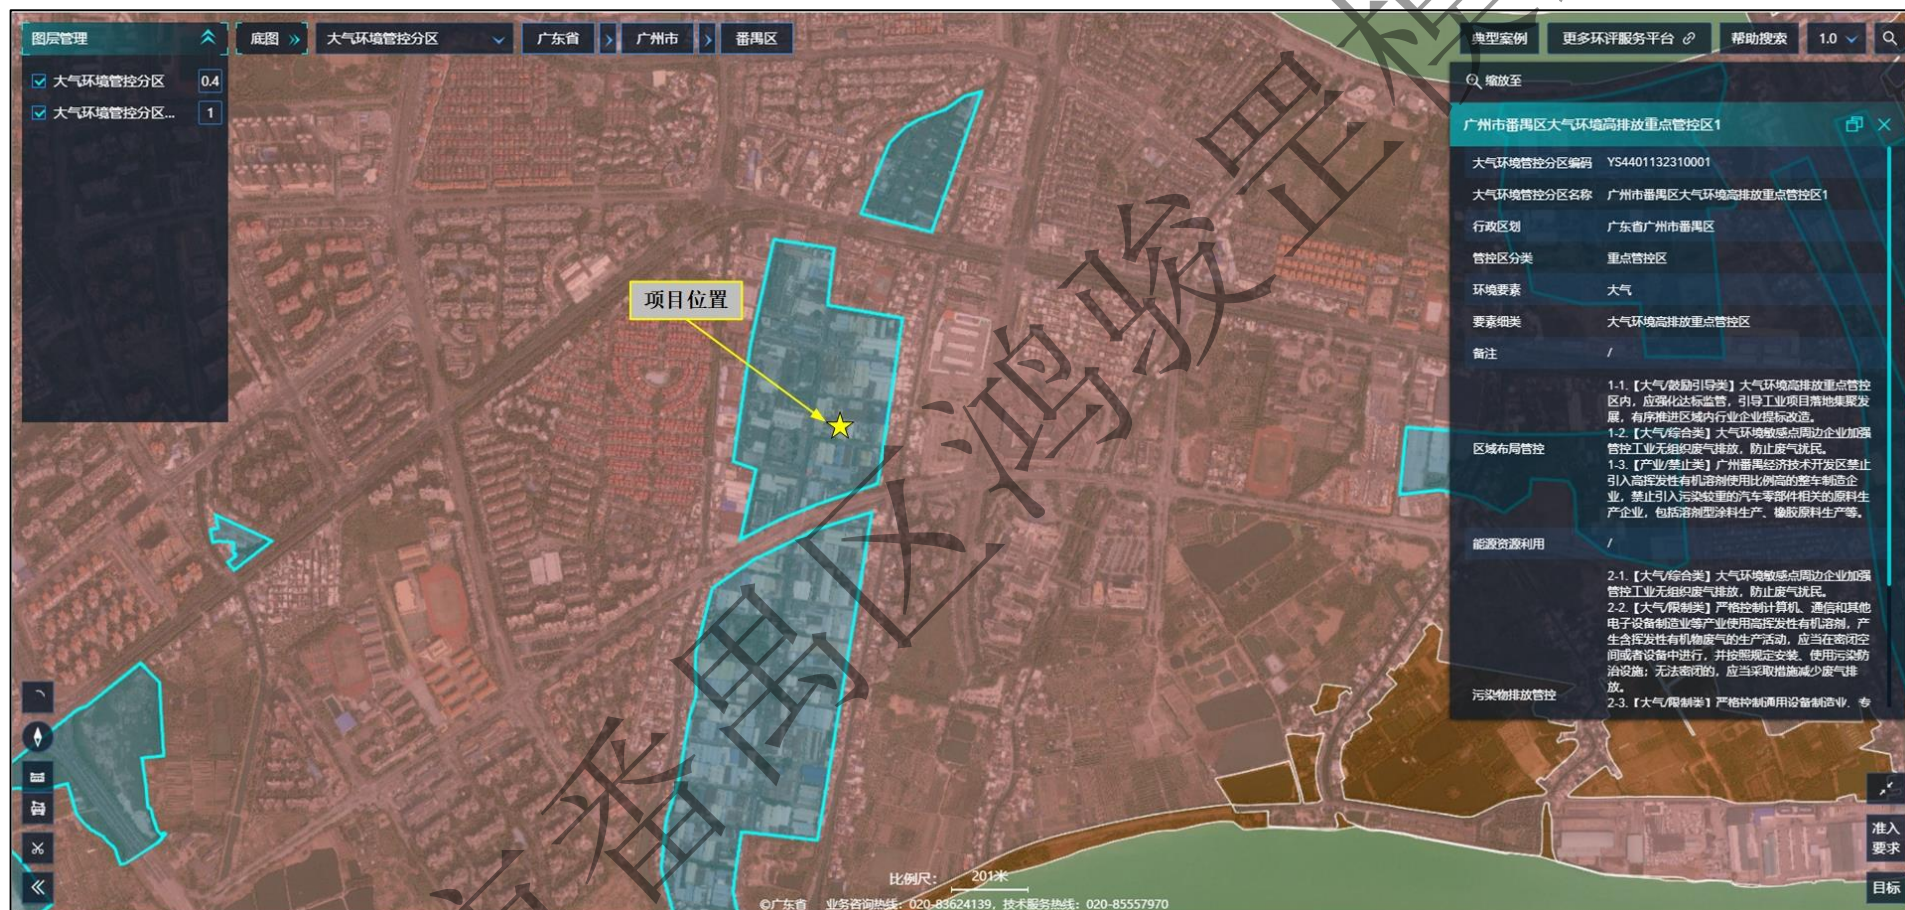 图层管理
底图
大气环境管控分区
广东省
广州市
番禺区
典型案例
更多环评服务平台
帮助搜索
1.0
大气环境管控分区
0.4
大气环境管控分区...
1
项目位置
缩放至
广州市番禺区大气环境高排放重点管控区1
大气环境管控分区编码 YS4401132310001
大气环境管控分区名称 广州市番禺区大气环境高排放重点管控区1
行政区划 广东省广州市番禺区
管控区分类 重点管控区
环境要素 大气
要素细类 大气环境高排放重点管控区
备注 /
区域布局管控
1-1.【大气/鼓励引导类】大气环境高排放重点管控
区内，应强化达标监管，引导工业项目落地集聚发
展，有序推进区域内行业企业提标改造。
1-2.【大气/综合类】大气环境敏感点周边企业加强
管控工业无组织废气排放，防止废气扰民。
1-3.【产业/禁止类】广州番禺经济技术开发区禁止
引入高挥发性有机溶剂使用比例高的整车制造企
业，禁止引入污染较重的汽车零部件相关的原料生
产企业，包括溶剂型涂料生产、橡胶原料生产等。
能源资源利用 /
污染物排放管控
2-1.【大气/综合类】大气环境敏感点周边企业加强
管控工业无组织废气排放，防止废气扰民。
2-2.【大气/限制类】严格控制计算机、通信和其他
电子设备制造业等产业使用高挥发性有机溶剂，产
生含挥发性有机物废气的生产活动，应当在密闭空
间或者设备中进行，并按照规定安装、使用污染防
治设施；无法密闭的，应当采取措施减少废气排
放。
2-3.【大气/限制类】严格控制通用设备制造业、专
准入
要求
目标
比例尺： 201米
©广东省 业务咨询热线：020-83624139，技术服务热线：020-85557970
番禺区鸿骏罡模